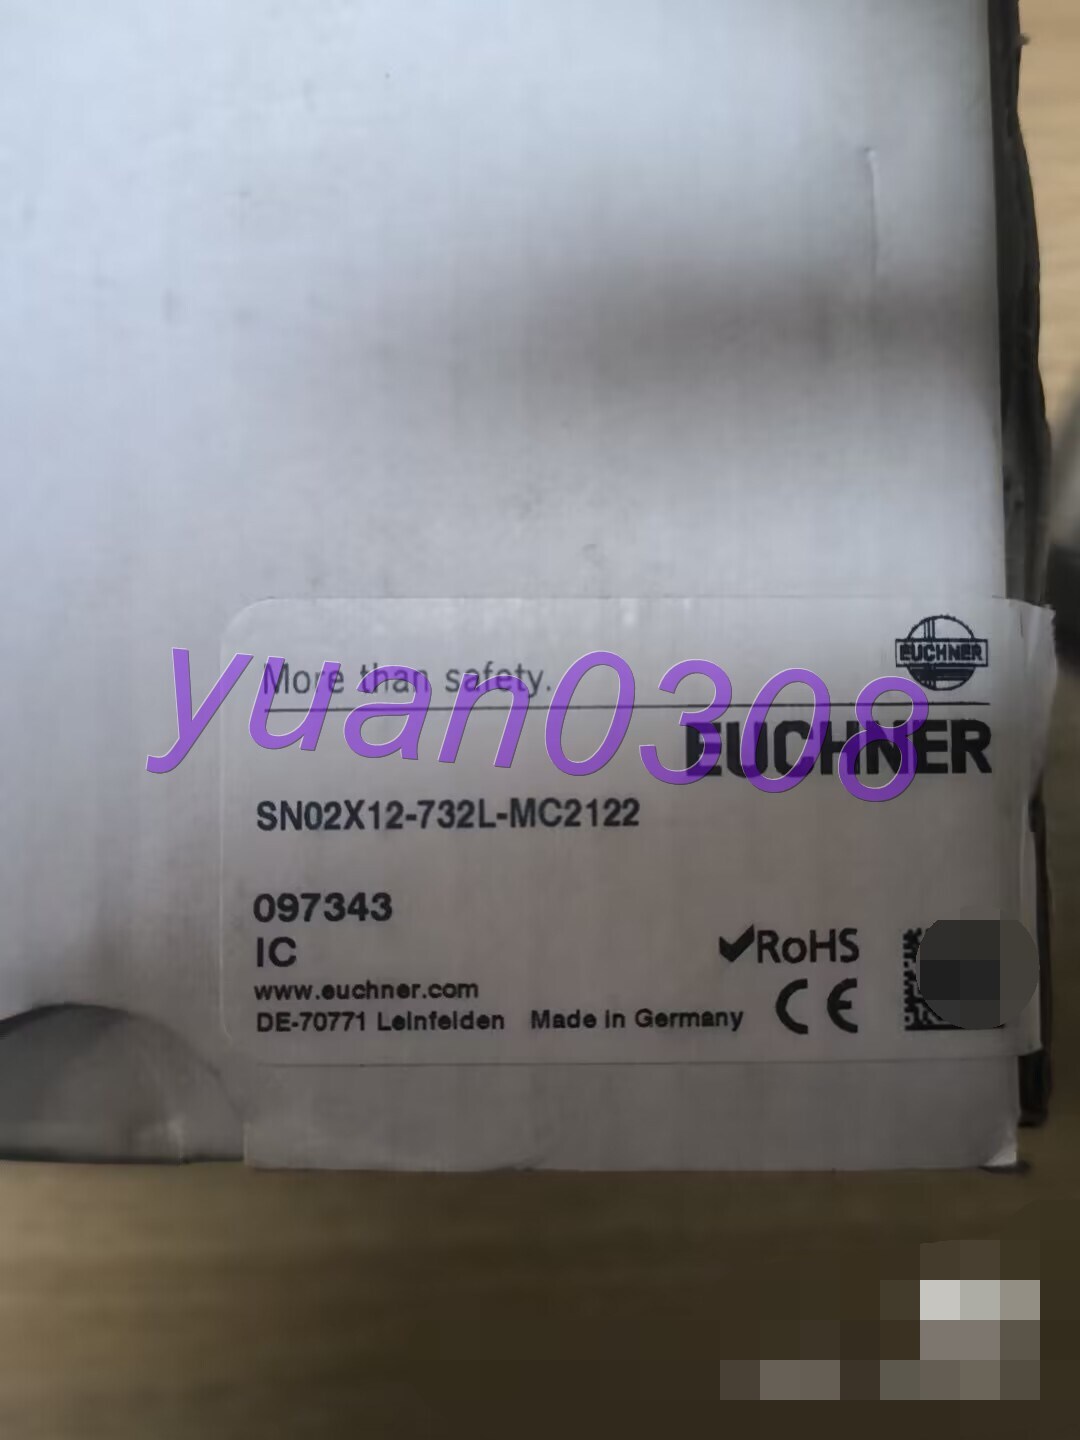 EUCHNER
More than safety.
yuan0308
EUCHNER
SN02X12-732L-MC2122
097343
IC
RoHS
www.euchner.com
DE-70771 Leinfelden Made in Germany
CE